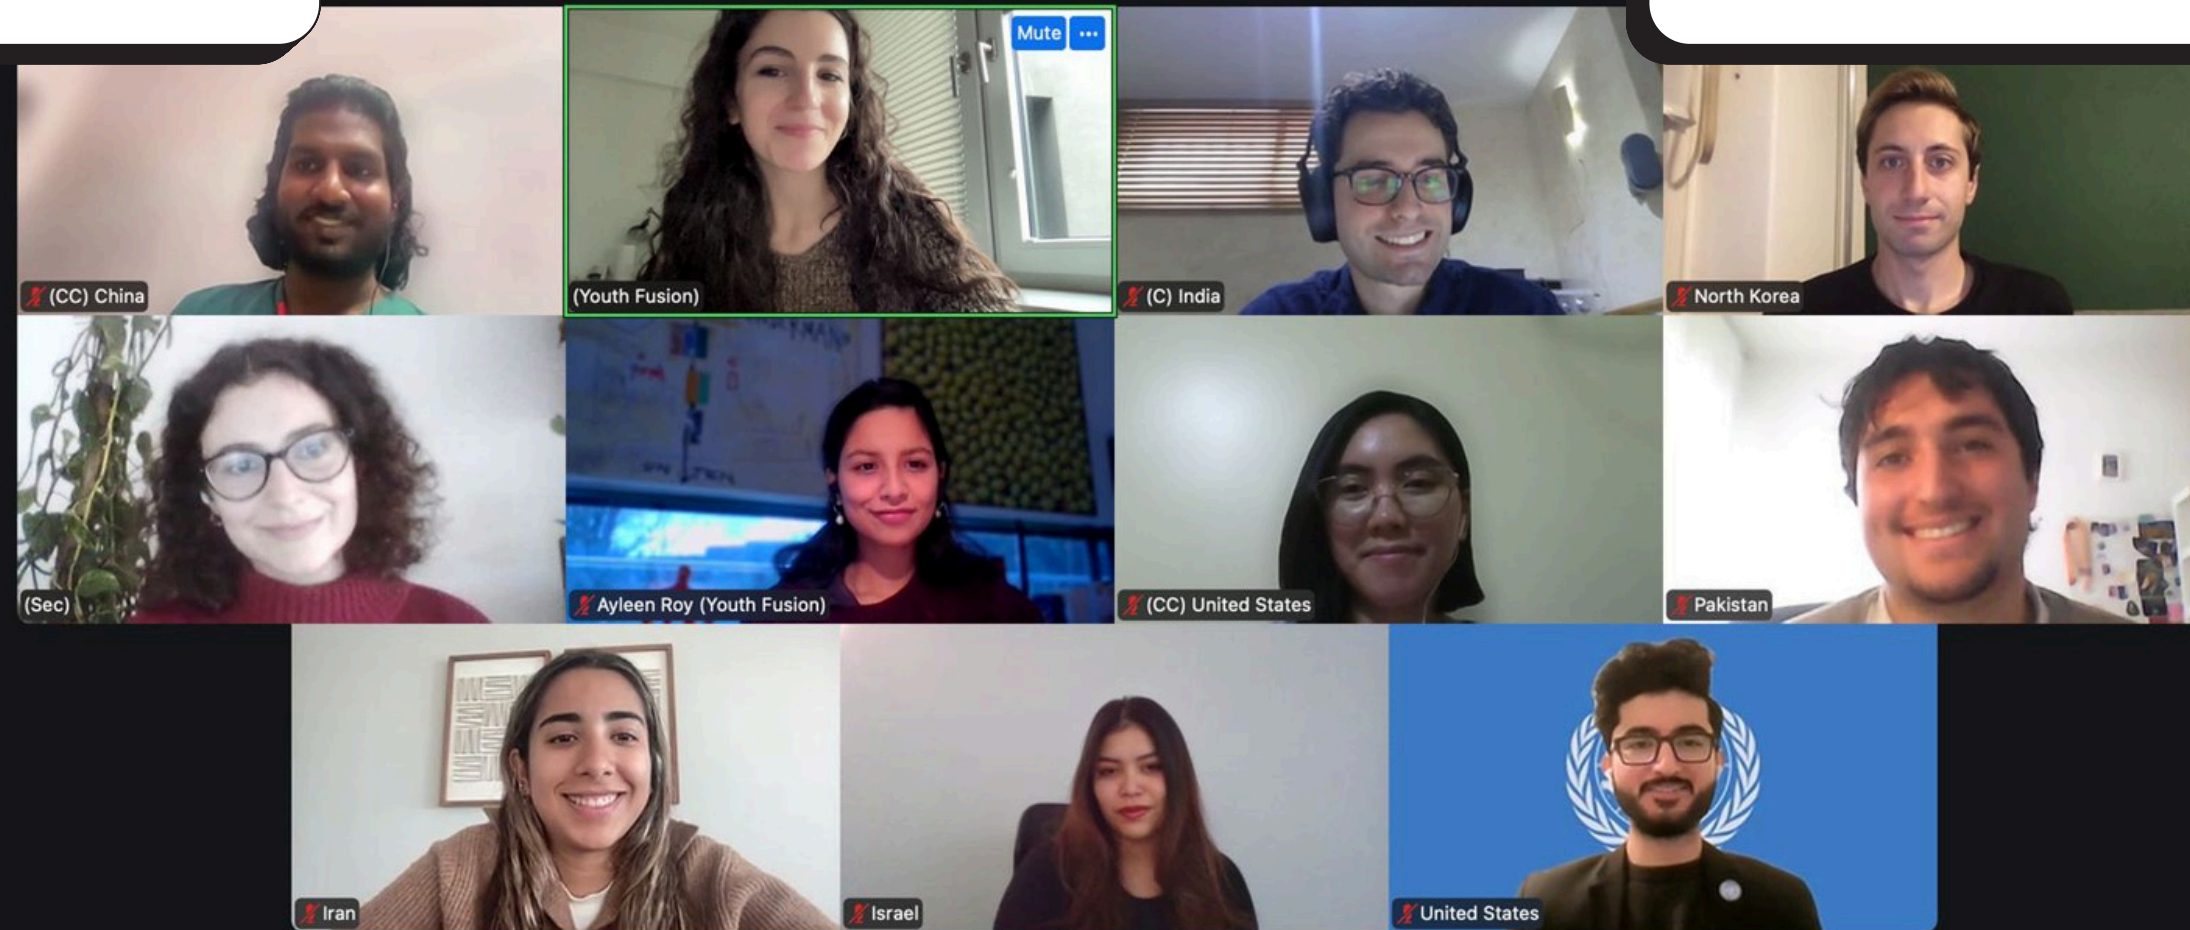 Mute
(CC) China
(Youth Fusion)
(C) India
North Korea
(Sec)
Ayleen Roy (Youth Fusion)
(CC) United States
Pakistan
Iran
Israel
United States